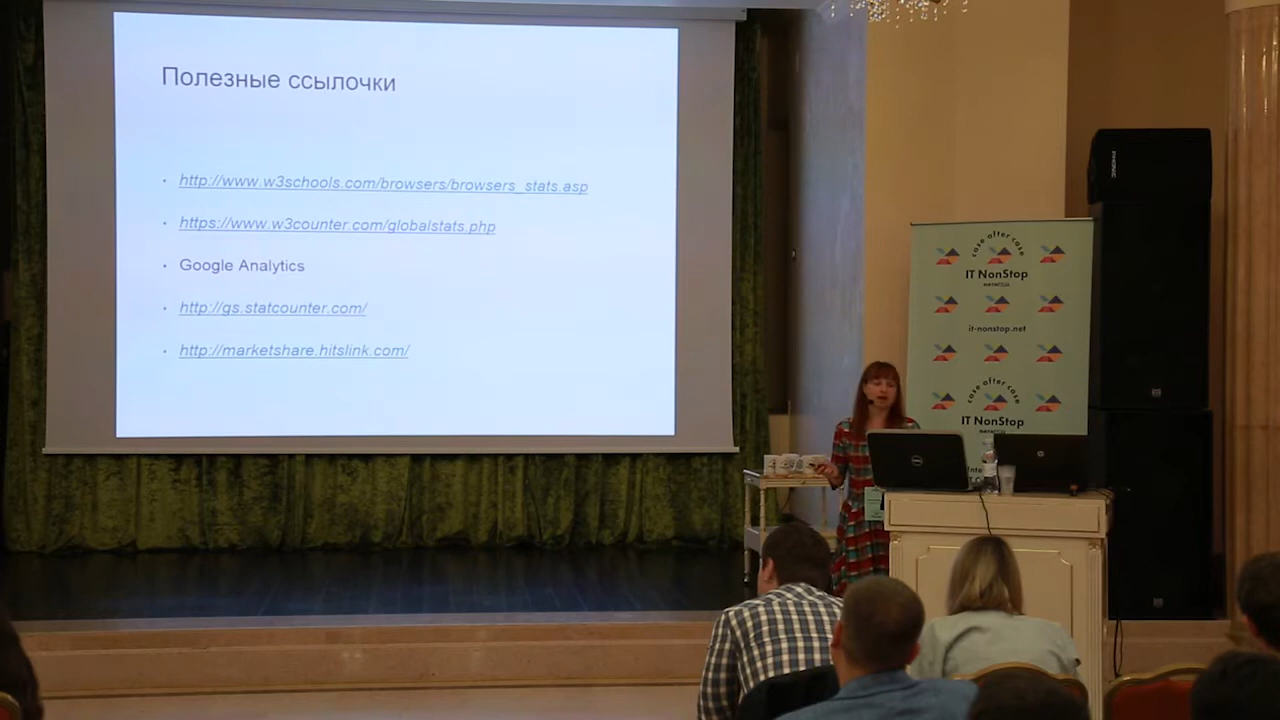 Полезные ссылочки
http://www.w3schools.com/browsers/browsers_stats.asp
https://www.w3counter.com/globalstats.php
Google Analytics
http://gs.statcounter.com/
http://marketshare.hitslink.com/
case after case
IT NonStop
it-nonstop.net
case after case
IT NonStop
DELL
hp